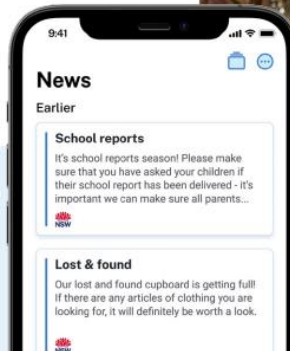 9:41
News
Earlier
School reports
It's school reports season! Please make
sure that you have asked your children if
their school report has been delivered - it's
important we can make sure all parents...
NSW
Lost & found
Our lost and found cupboard is getting full!
If there are any articles of clothing you are
looking for, it will definitely be worth a look.
NSW